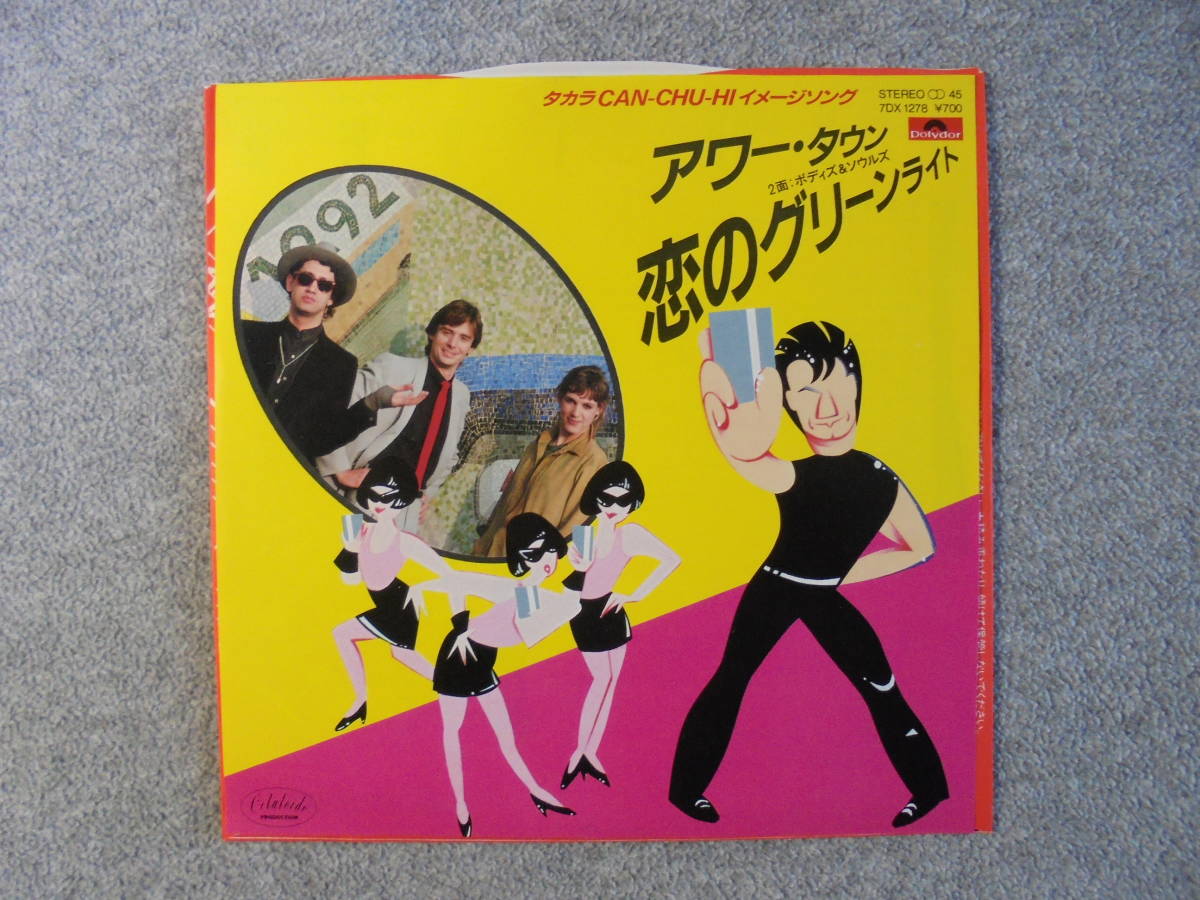 タカラCAN-CHU-HIイメージソング
STEREO 45
7DX 1278 ¥700
Polydor
アワー・タウン
2面:ボディズ&ソウルズ
恋のグリーンライト
1992
PRODUCTION